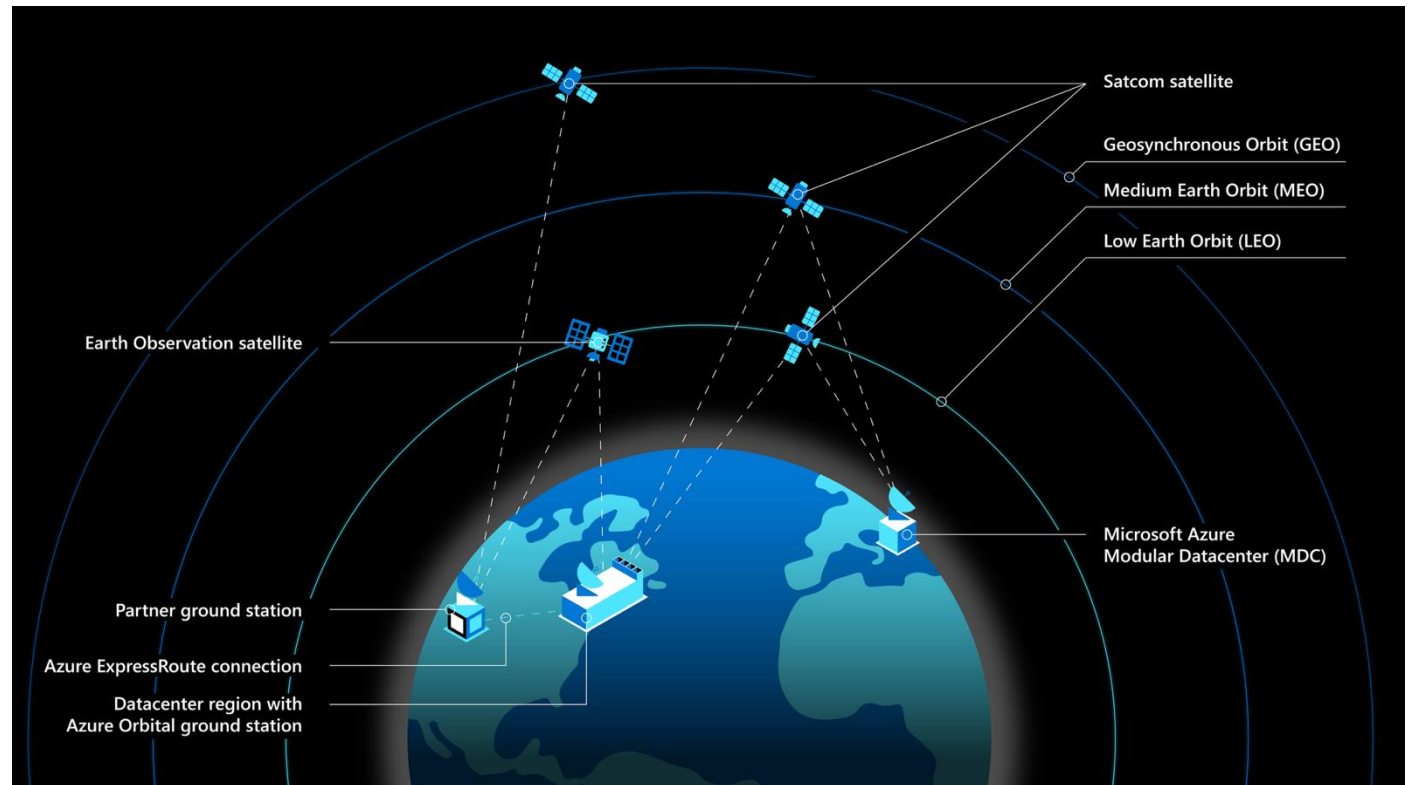 Satcom satellite
Geosynchronous Orbit (GEO)
Medium Earth Orbit (MEO)
Low Earth Orbit (LEO)
Earth Observation satellite
Microsoft Azure
Modular Datacenter (MDC)
Partner ground station
Azure ExpressRoute connection
Datacenter region with
Azure Orbital ground station